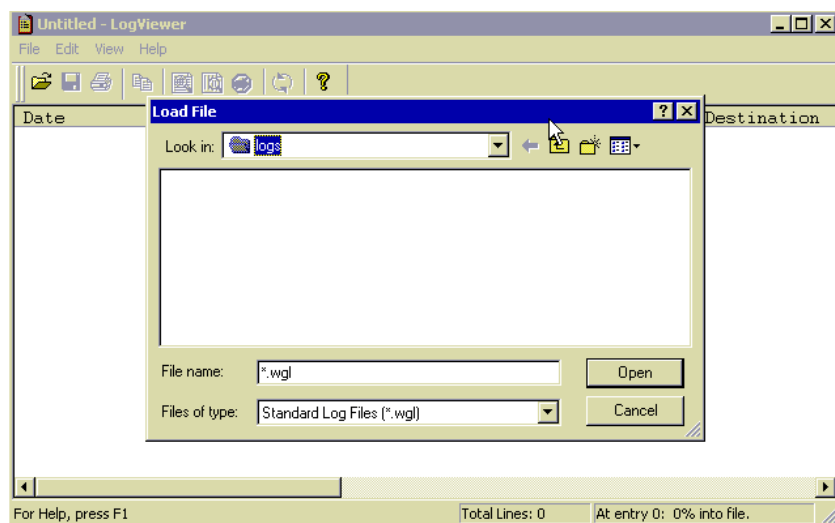 Untitled - LogViewer
File Edit View Help
Date
Destination
Load File
Look in: logs
File name: *.wgl
Open
Files of type: Standard Log Files (*.wgl)
Cancel
For Help, press F1
Total Lines: 0
At entry 0: 0% into file.